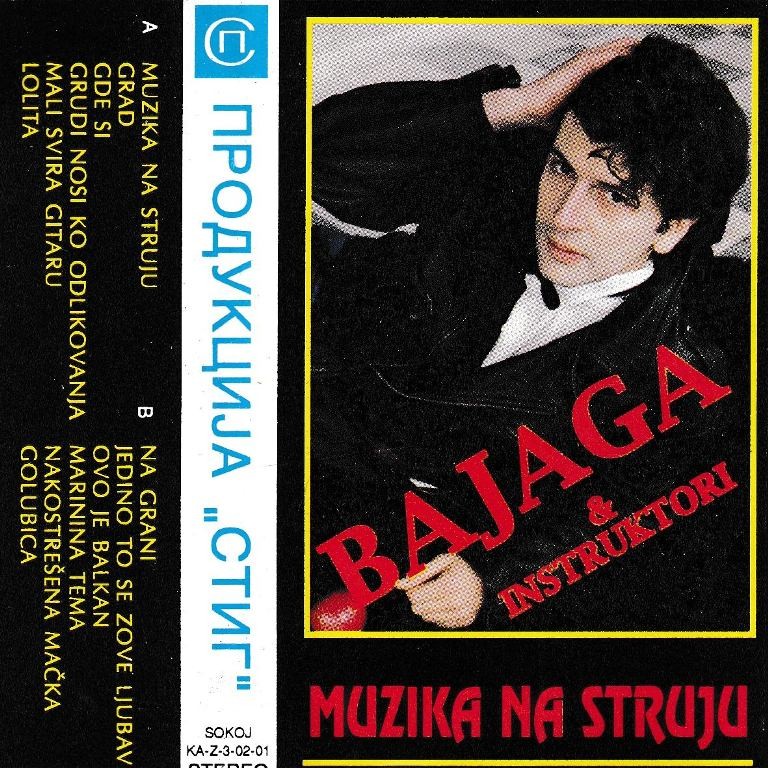 A
MUZIKA NA STRUJU
GRAD
GDE SI
GRUDI NOSI KO ODLIKOVANJA
MALI SVIRA GITARU
LOLITA
B
NA GRANI
JEDINO TO SE ZOVE LJUBAV
OVO JE BALKAN
MARININA TEMA
NAKOSTREŠENA MAČKA
GOLUBICA
СП
ПРОДУКЦИЈА „СТИГ"
SOKOJ
KA-Z-3-02-01
STEREO
BAJAGA
&
INSTRUKTORI
MUZIKA NA STRUJU